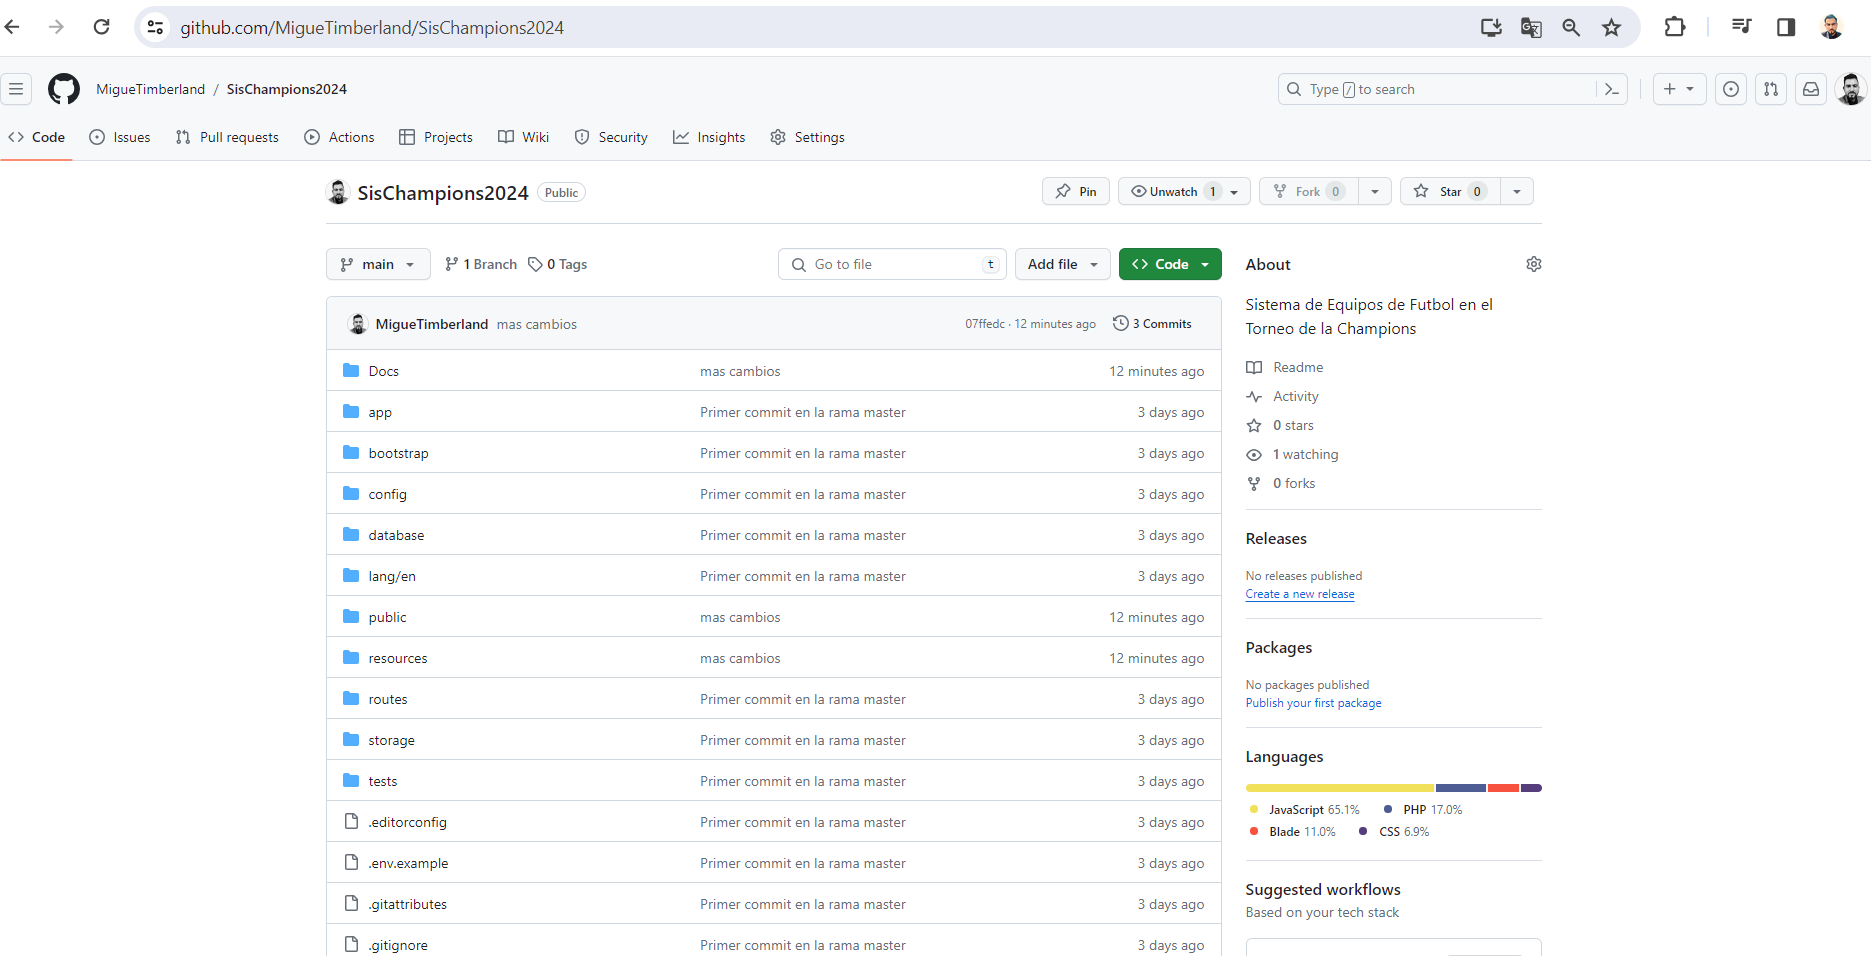 github.com/MigueTimberland/SisChampions2024
MigueTimberland / SisChampions2024
Type / to search
Code Issues Pull requests Actions Projects Wiki Security Insights Settings
SisChampions2024 Public
Pin Unwatch 1 Fork 0 Star 0
main 1 Branch 0 Tags Go to file t Add file Code
MigueTimberland mas cambios 07ffedc · 12 minutes ago 3 Commits
Docs mas cambios 12 minutes ago
app Primer commit en la rama master 3 days ago
bootstrap Primer commit en la rama master 3 days ago
config Primer commit en la rama master 3 days ago
database Primer commit en la rama master 3 days ago
lang/en Primer commit en la rama master 3 days ago
public mas cambios 12 minutes ago
resources mas cambios 12 minutes ago
routes Primer commit en la rama master 3 days ago
storage Primer commit en la rama master 3 days ago
tests Primer commit en la rama master 3 days ago
.editorconfig Primer commit en la rama master 3 days ago
.env.example Primer commit en la rama master 3 days ago
.gitattributes Primer commit en la rama master 3 days ago
.gitignore Primer commit en la rama master 3 days ago
About
Sistema de Equipos de Futbol en el
Torneo de la Champions
Readme
Activity
0 stars
1 watching
0 forks
Releases
No releases published
Create a new release
Packages
No packages published
Publish your first package
Languages
JavaScript 65.1% PHP 17.0%
Blade 11.0% CSS 6.9%
Suggested workflows
Based on your tech stack